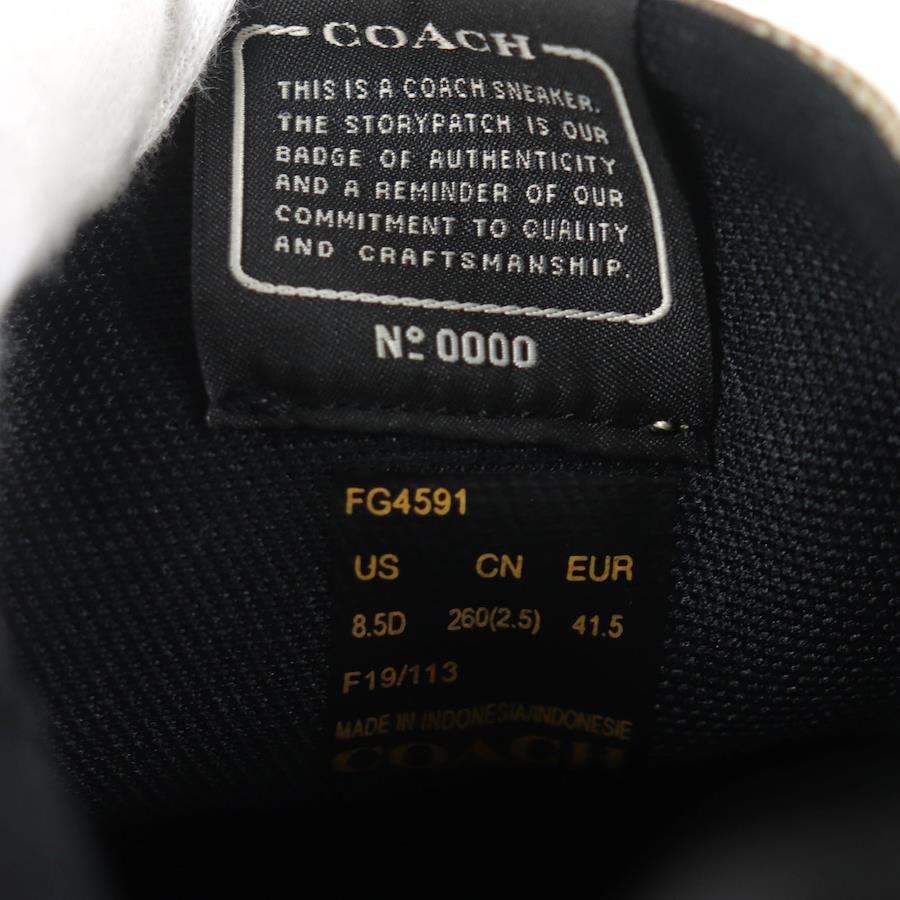 COACH
THIS IS A COACH SNEAKER.
THE STORYPATCH IS OUR
BADGE OF AUTHENTICITY
AND A REMINDER OF OUR
COMMITMENT TO QUALITY
AND CRAFTSMANSHIP.
Nº 0000
FG4591
US CN EUR
8.5D 260(2.5) 41.5
F19/113
MADE IN INDONESIA/INDONESIE
COACH